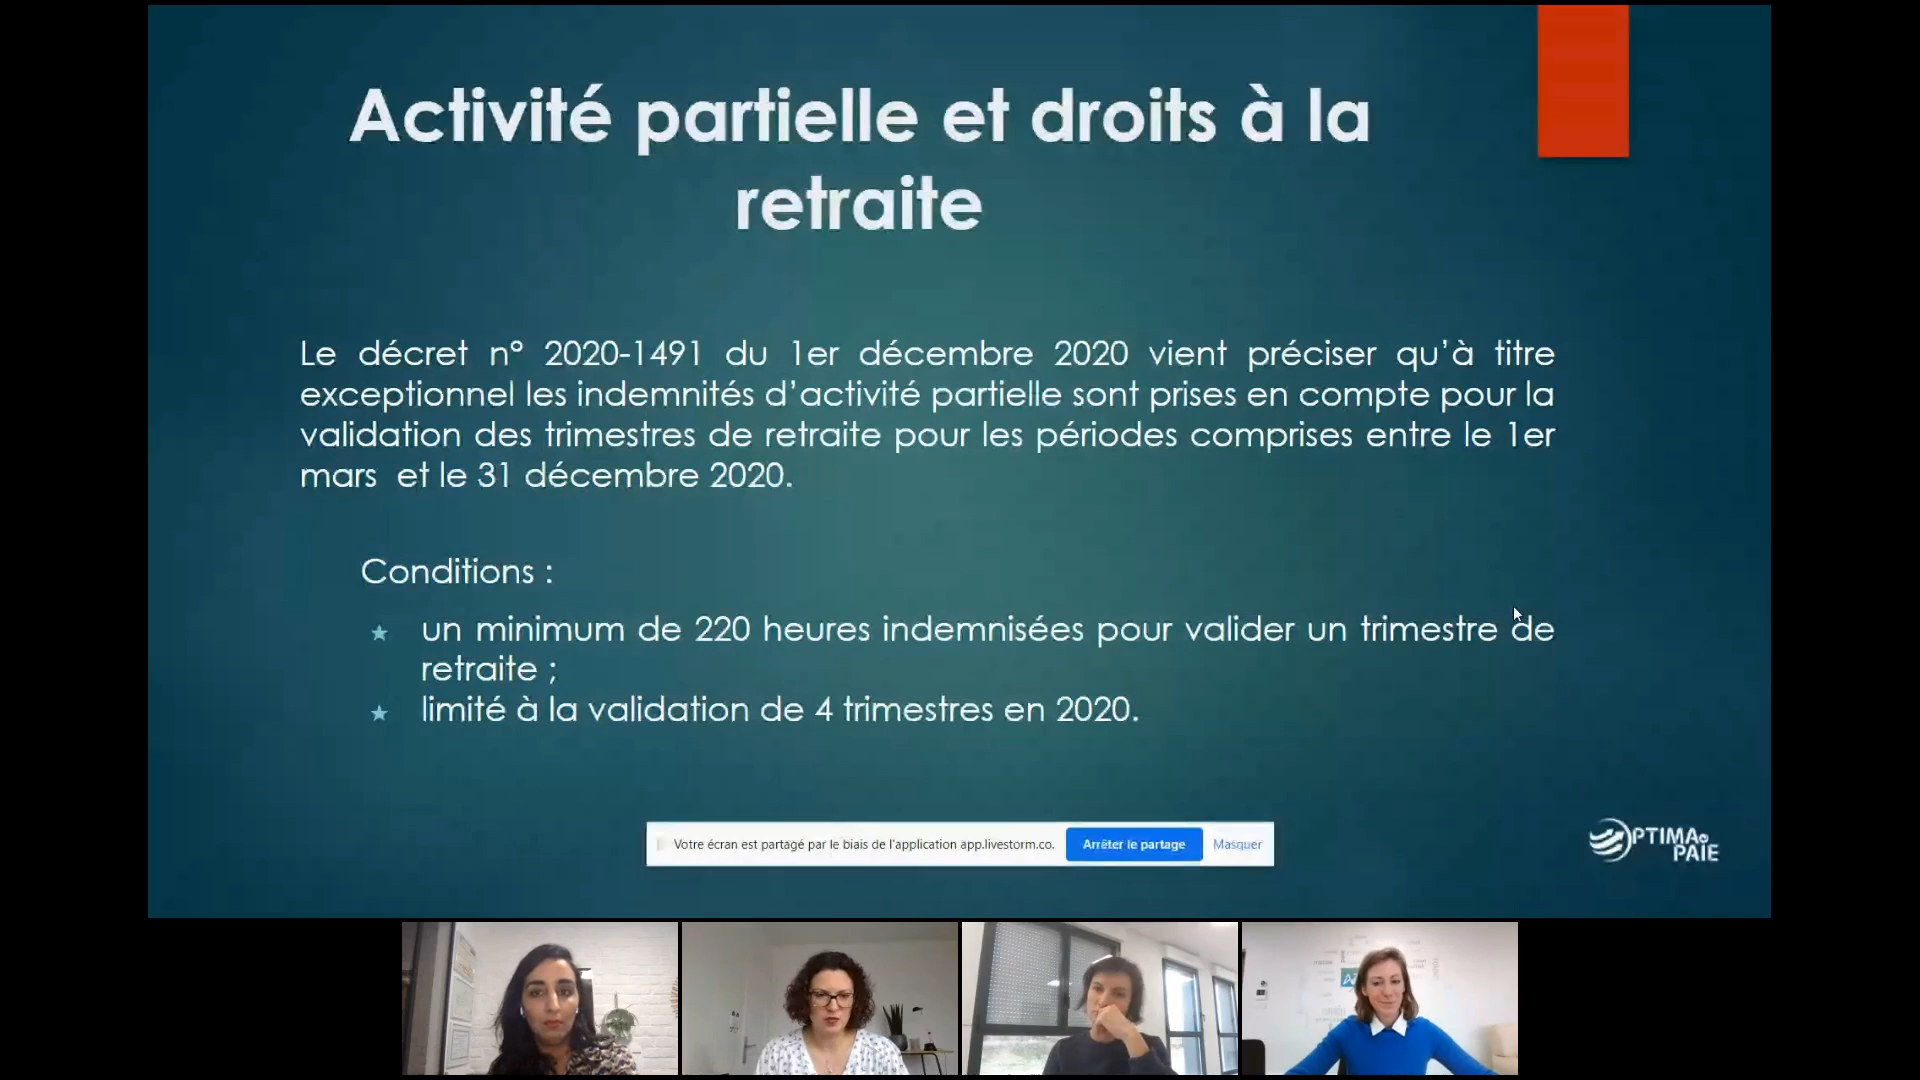 Activité partielle et droits à la
retraite
Le décret n° 2020-1491 du 1er décembre 2020 vient préciser qu’à titre
exceptionnel les indemnités d’activité partielle sont prises en compte pour la
validation des trimestres de retraite pour les périodes comprises entre le 1er
mars et le 31 décembre 2020.
Conditions :
un minimum de 220 heures indemnisées pour valider un trimestre de
retraite ;
limité à la validation de 4 trimestres en 2020.
Votre écran est partagé par le biais de l'application app.livestorm.co. Arrêter le partage Masquer
OPTIMA
PAIE